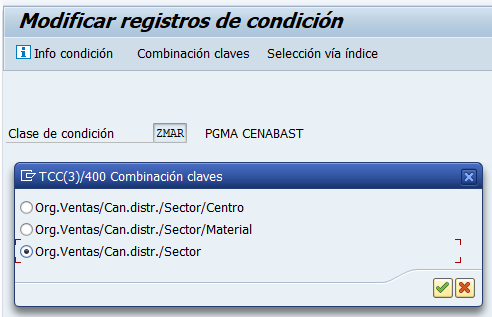 Modificar registros de condición
Info condición Combinación claves Selección vía índice
Clase de condición ZMAR PGMA CENABAST
TCC(3)/400 Combinación claves
Org.Ventas/Can.distr./Sector/Centro
Org.Ventas/Can.distr./Sector/Material
Org.Ventas/Can.distr./Sector